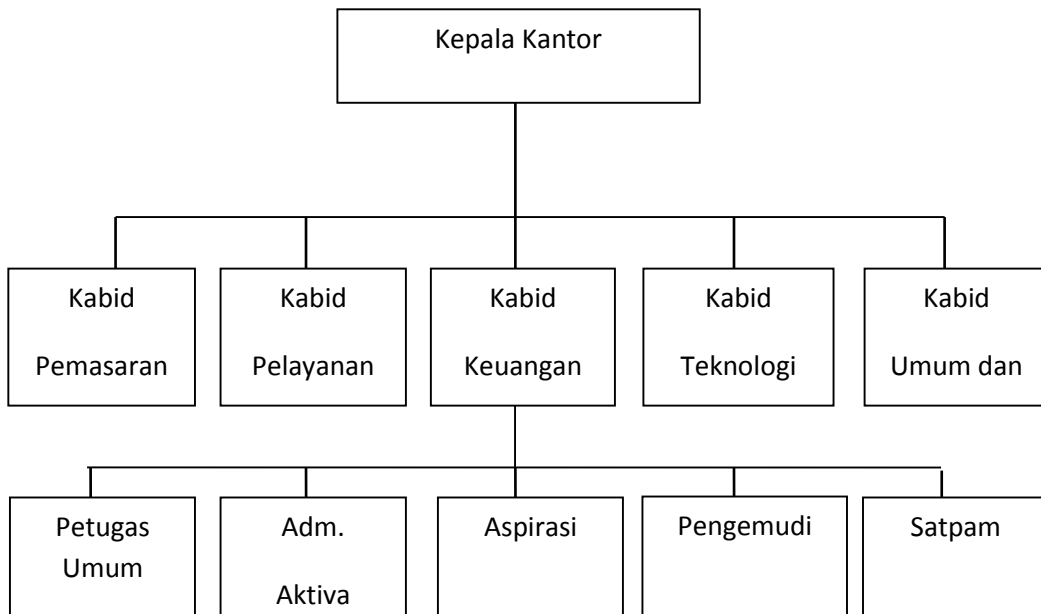 Kepala Kantor
Kabid
Pemasaran
Kabid
Pelayanan
Kabid
Keuangan
Kabid
Teknologi
Kabid
Umum dan
Petugas
Umum
Adm.
Aktiva
Aspirasi
Pengemudi
Satpam